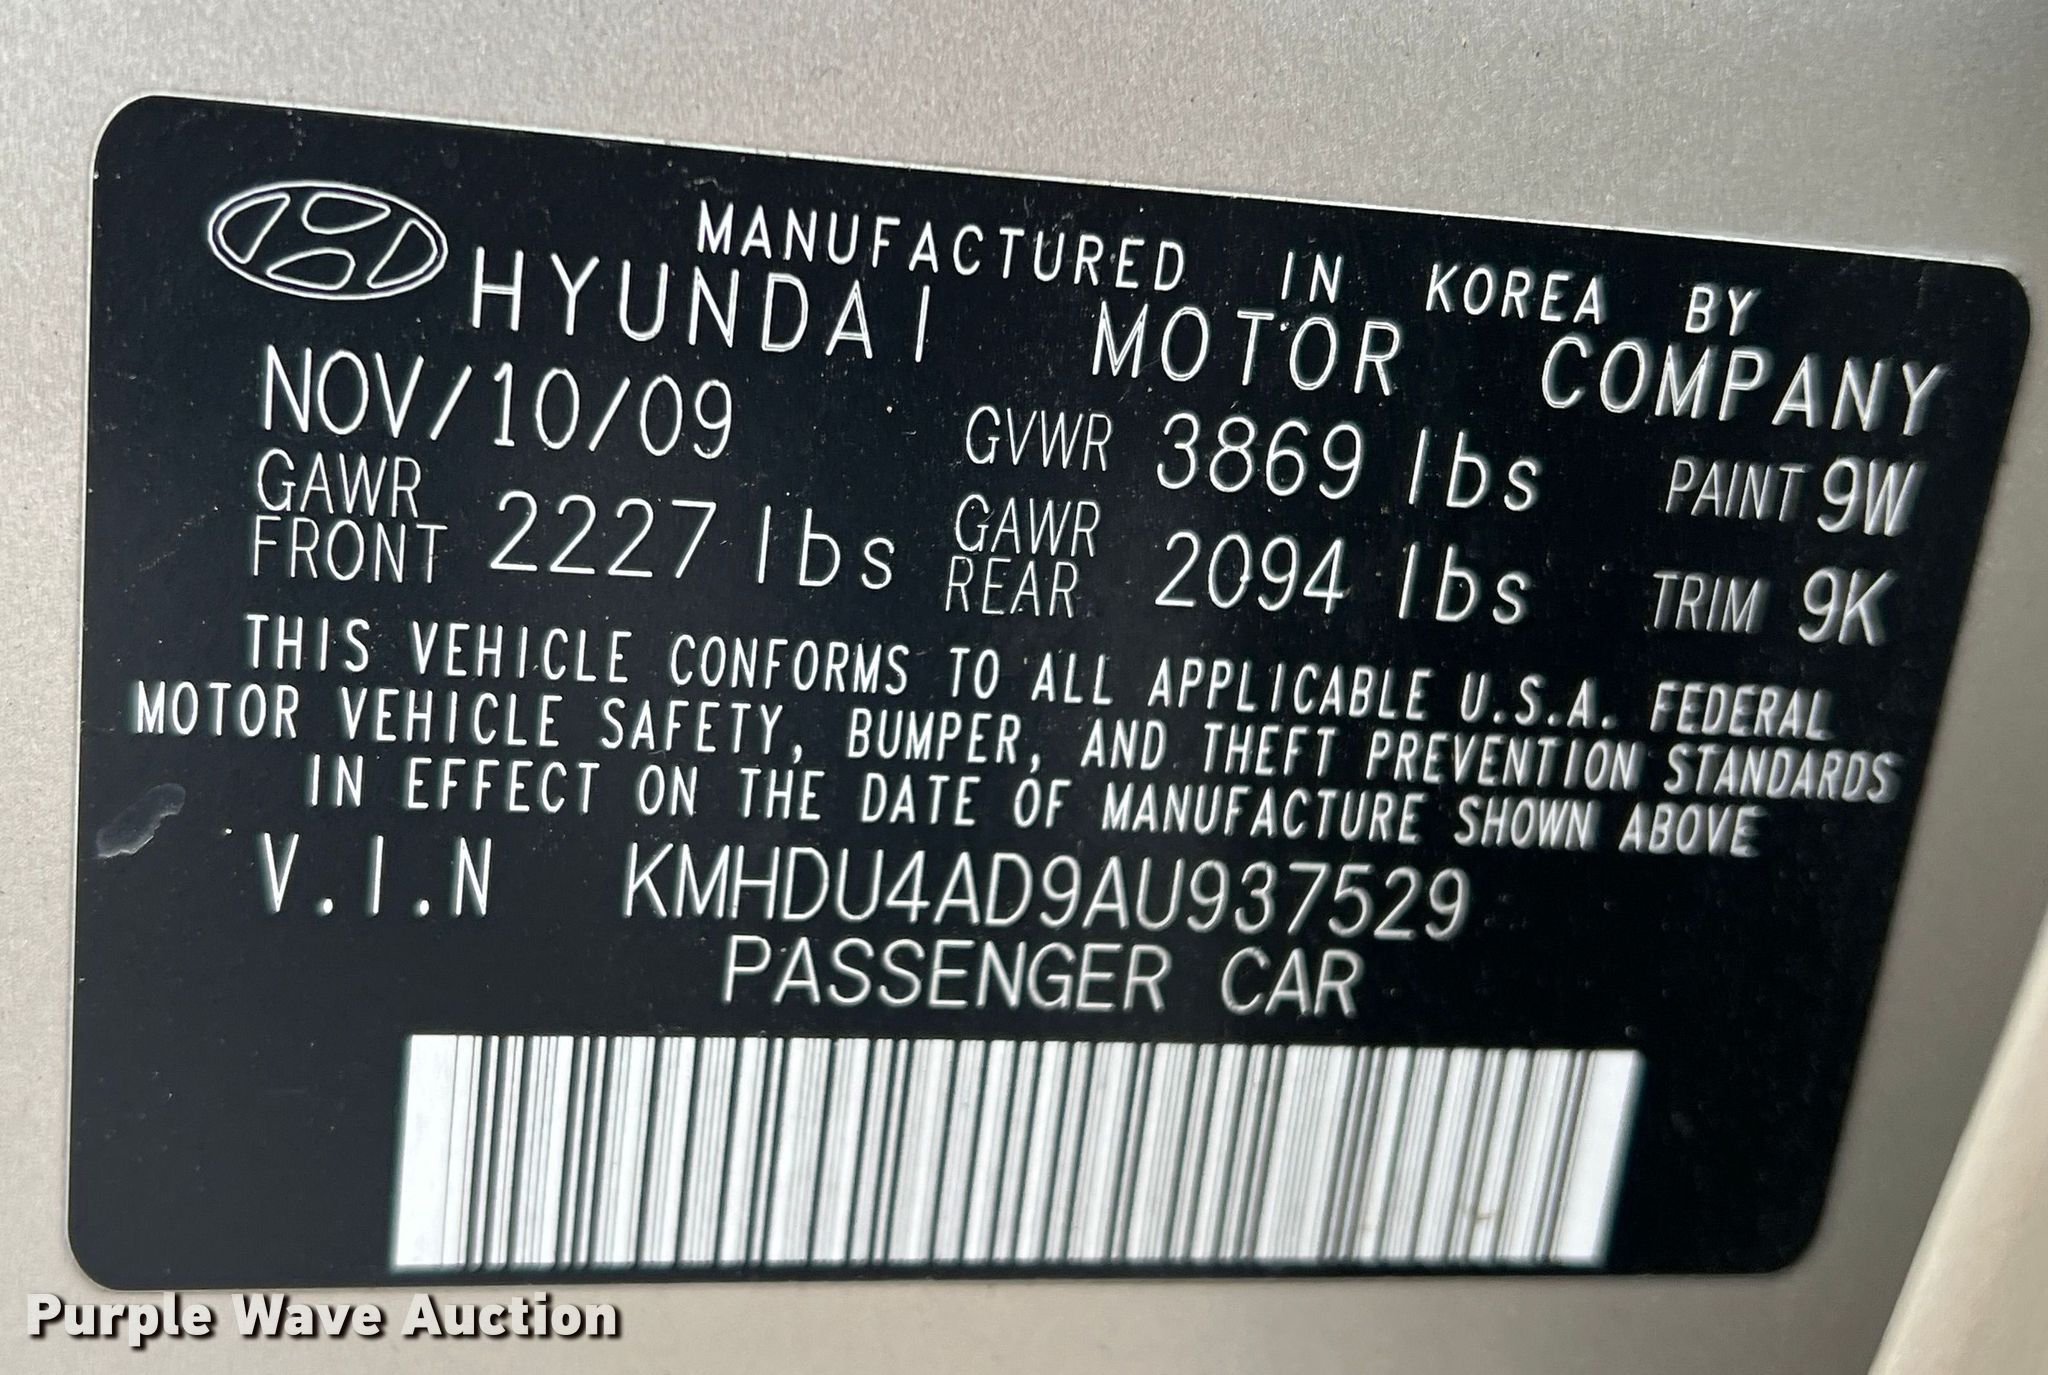 MANUFACTURED IN KOREA BY
HYUNDAI MOTOR COMPANY
NOV/10/09 GVWR 3869 lbs PAINT 9W
GAWR FRONT 2227 lbs GAWR REAR 2094 lbs TRIM 9K
THIS VEHICLE CONFORMS TO ALL APPLICABLE U.S.A. FEDERAL
MOTOR VEHICLE SAFETY, BUMPER, AND THEFT PREVENTION STANDARDS
IN EFFECT ON THE DATE OF MANUFACTURE SHOWN ABOVE
V.I.N KMHDU4AD9AU937529
PASSENGER CAR
Purple Wave Auction